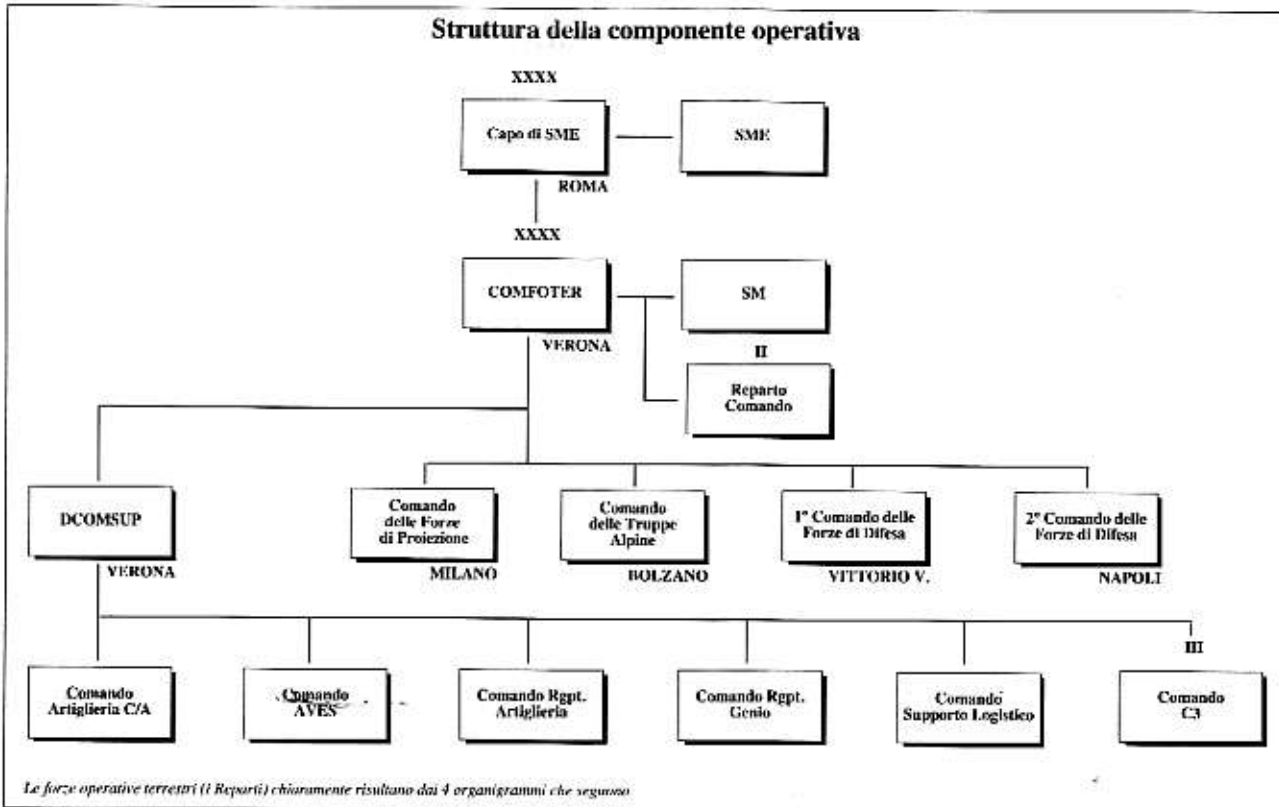 Struttura della componente operativa
XXXX
Capo di SME
SME
ROMA
XXXX
COMFOTER
SM
VERONA
II
Reparto
Comando
DCOMSUP
VERONA
Comando
delle Forze
di Proiezione
MILANO
Comando
delle Truppe
Alpine
BOLZANO
1° Comando delle
Forze di Difesa
VITTORIO V.
2° Comando delle
Forze di Difesa
NAPOLI
III
Comando
Artiglieria C/A
Comando
AVES
Comando Rgpt.
Artiglieria
Comando Rgpt.
Genio
Comando
Supporto Logistico
Comando
C3
Le forze operative terrestri (i Reparti) chiaramente risultano dai 4 organigrammi che seguono